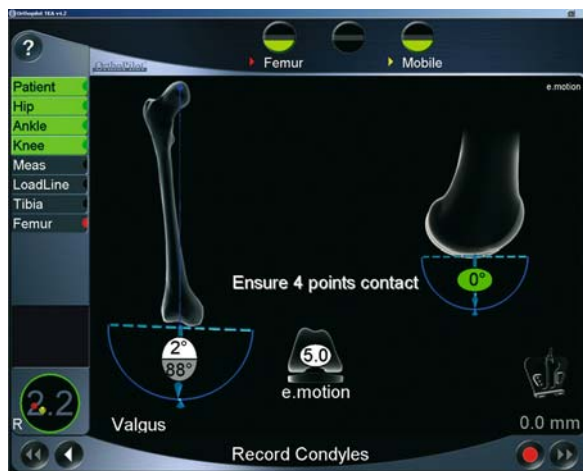 Orthopilot TKA v4.2
?
Femur
Mobile
OrthoPilot
e.motion
Patient
Hip
Ankle
Knee
Meas
LoadLine
Tibia
Femur
Ensure 4 points contact
0°
2°
88°
5.0
e.motion
2.2
R
Valgus
0.0 mm
Record Condyles